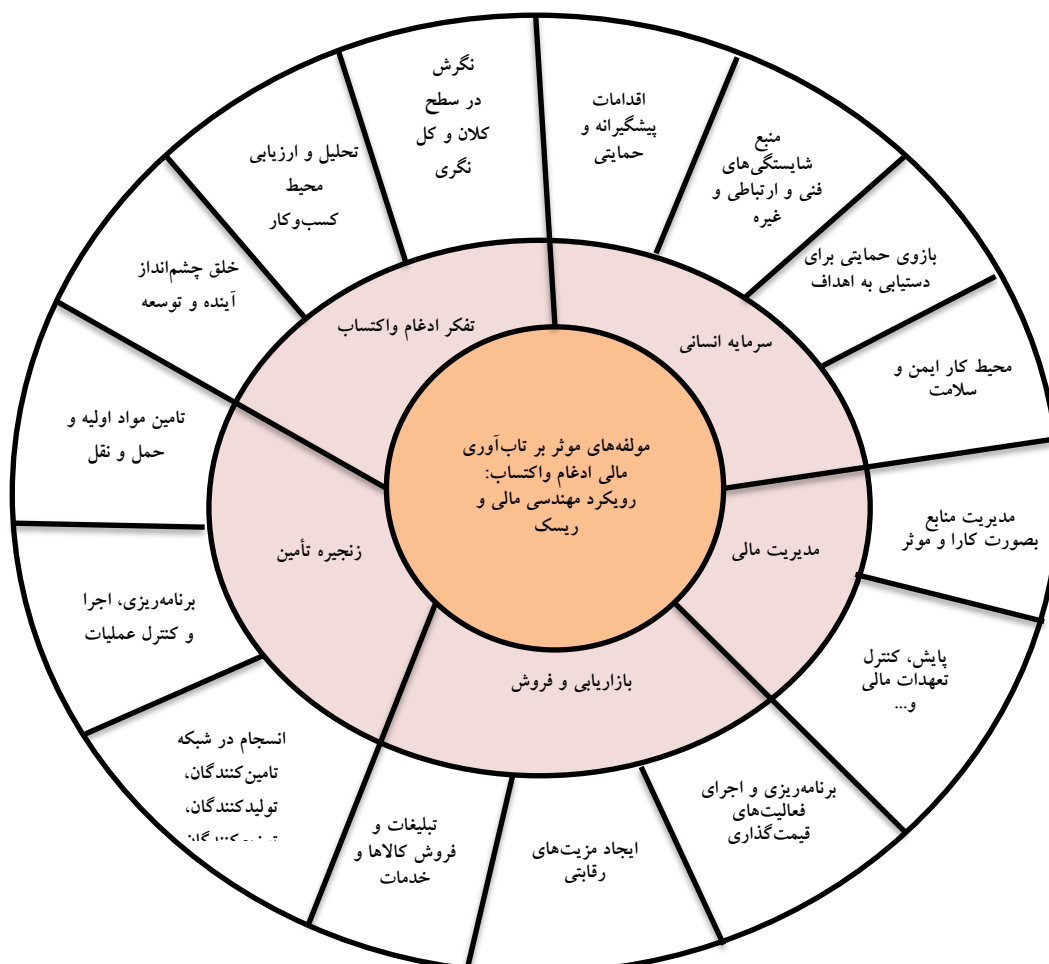 نگرش
در سطح
کلان و کل
نگری
اقدامات
پیشگیرانه و
حمایتی
منبع
شایستگی‌های
فنی و ارتباطی و
غیره
تحلیل و ارزیابی
محیط
کسب‌وکار
بازوی حمایتی برای
دستیابی به اهداف
خلق چشم‌انداز
آینده و توسعه
تفکر ادغام واکتساب
سرمایه انسانی
محیط کار ایمن و
سلامت
تامین مواد اولیه و
حمل و نقل
مولفه‌های موثر بر تاب‌آوری
مالی ادغام واکتساب:
رویکرد مهندسی مالی و
ریسک
مدیریت منابع
بصورت کارا و موثر
زنجیره تأمین
مدیریت مالی
برنامه‌ریزی، اجرا
و کنترل عملیات
پایش، کنترل
تعهدات مالی
و...
بازاریابی و فروش
انسجام در شبکه
تامین‌کنندگان،
تولیدکنندگان،
تبلیغات و
فروش کالاها و
خدمات
ایجاد مزیت‌های
رقابتی
برنامه‌ریزی و اجرای
فعالیت‌های
قیمت‌گذاری